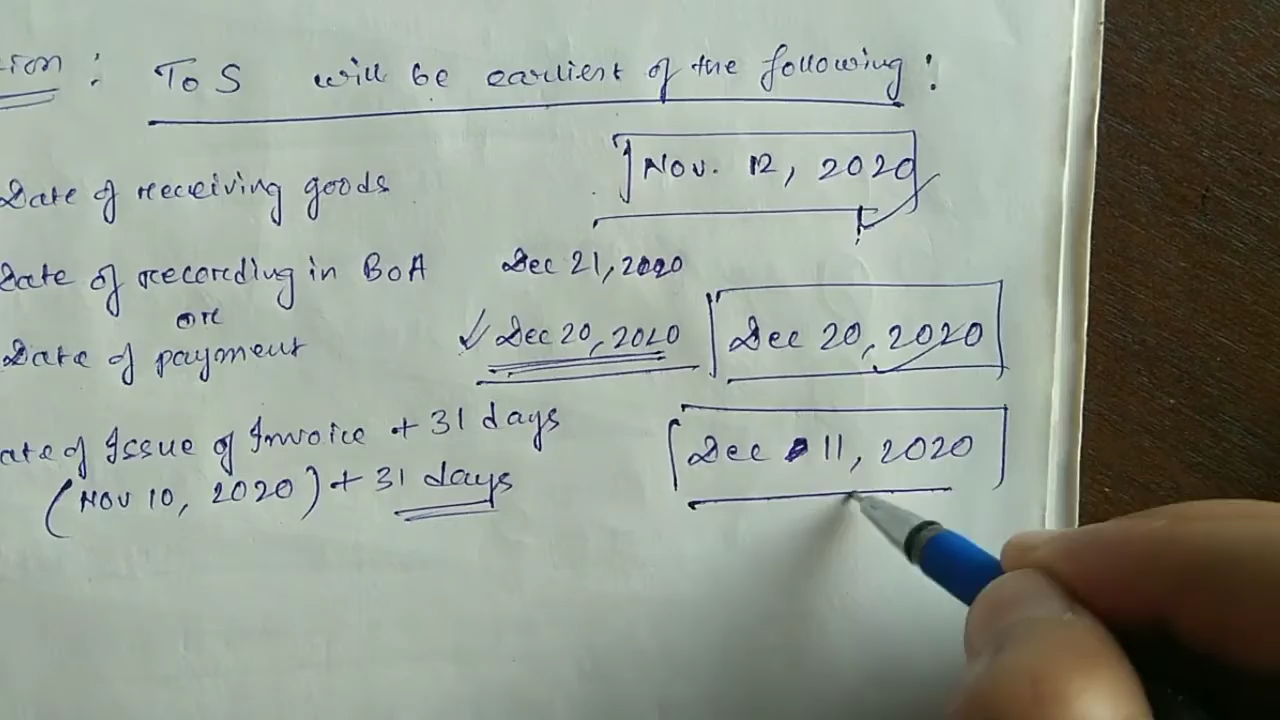 ion : ToS will be earliest of the following :
Date of receiving goods Nov. 12, 2020
Date of recording in BoA Dec 21, 2020
or
Date of payment Dec 20, 2020 Dec 20, 2020
ate of Issue of Invoice + 31 days Dec 11, 2020
(Nov 10, 2020) + 31 days